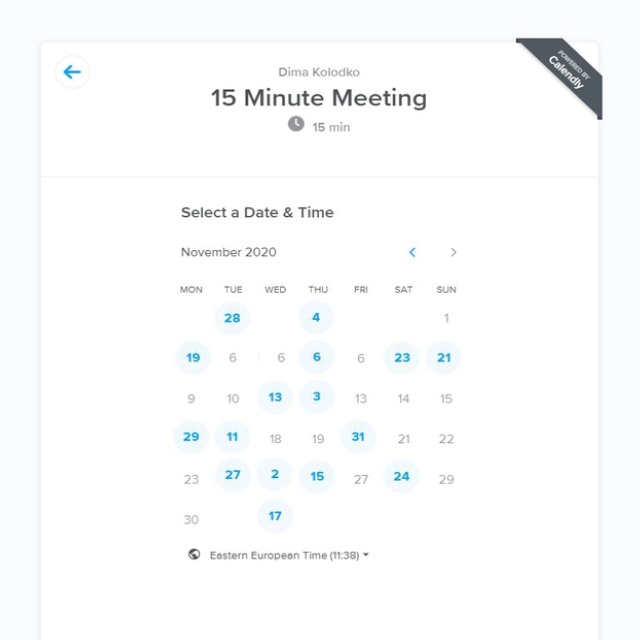 POWERED BY
Calendly
Dima Kolodko
15 Minute Meeting
15 min
Select a Date & Time
November 2020
MON TUE WED THU FRI SAT SUN
28 4 1
19 6 6 6 6 23 21
9 10 13 3 13 14 15
29 11 18 19 31 21 22
23 27 2 15 27 24 29
30 17
Eastern European Time (11:38)